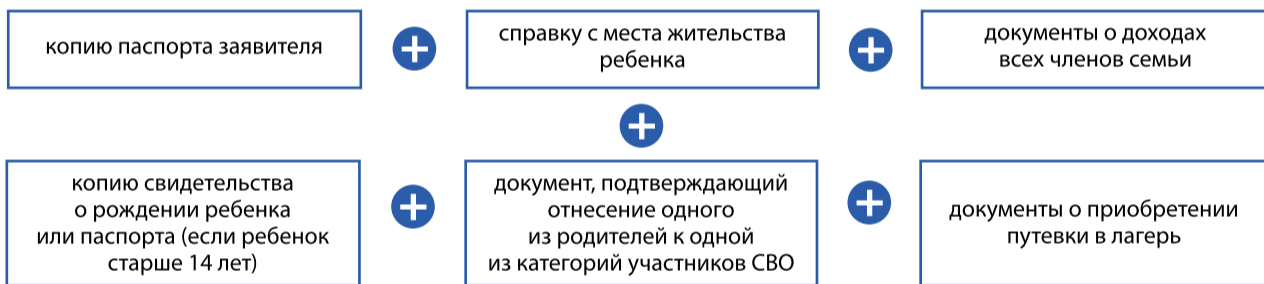 копию паспорта заявителя
+
справку с места жительства
ребенка
+
документы о доходах
всех членов семьи
+
копию свидетельства
о рождении ребенка
или паспорта (если ребенок
старше 14 лет)
+
документ, подтверждающий
отнесение одного
из родителей к одной
из категорий участников СВО
+
документы о приобретении
путевки в лагерь